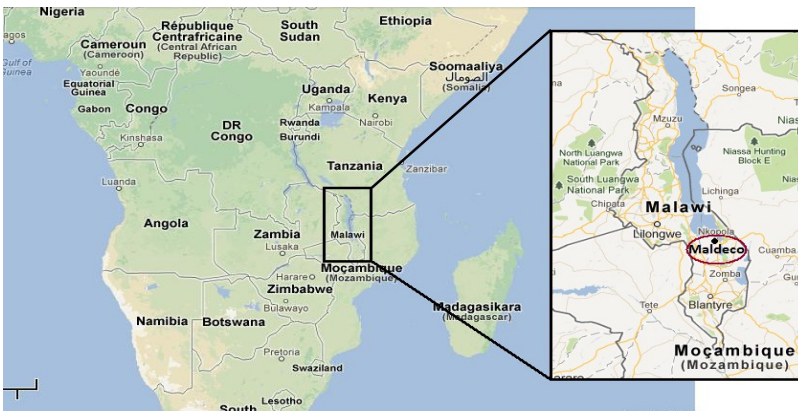 Nigeria
South
Sudan
Ethiopia
République
Centrafricaine
(Central African
Republic)
Cameroun
(Cameroon)
Yaoundé
Gulf of
Guinea
Equatorial
Guinea
Gabon
Congo
Kinshasa
DR
Congo
Uganda
Kampala
Kenya
Nairobi
Soomaaliya
الصومال
(Somalia)
Rwanda
Burundi
Tanzania
Zanzibar
Luanda
Angola
Zambia
Lusaka
Malawi
Moçambique
(Mozambique)
Harare
Zimbabwe
Bulawayo
Madagasikara
(Madagascar)
Namibia
Botswana
Pretoria
Swaziland
Lesotho
South
Songea
Mzuzu
North Luangwa
National Park
South Luangwa
National Park
Niassa Hunting
Block E
Lichinga
Chipata
Malawi
Lilongwe
Nkopola
Maldeco
Cuamba
Zomba
Tete
Blantyre
Moçambique
(Mozambique)